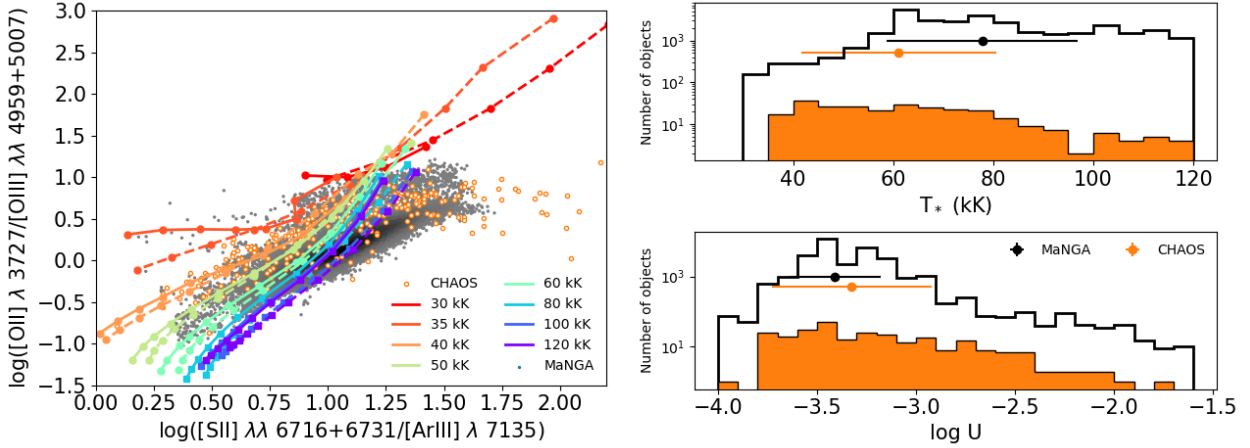 log([OII] λ 3727/[OIII] λλ 4959+5007)
3.0
2.5
2.0
1.5
1.0
0.5
0.0
−0.5
−1.0
−1.5
CHAOS
30 kK
35 kK
40 kK
50 kK
60 kK
80 kK
100 kK
120 kK
MaNGA
0.00 0.25 0.50 0.75 1.00 1.25 1.50 1.75 2.00
log([SII] λλ 6716+6731/[ArIII] λ 7135)
Number of objects
10³
10¹
40 60 80 100 120
T* (kK)
Number of objects
10³
10¹
MaNGA CHAOS
−4.0 −3.5 −3.0 −2.5 −2.0 −1.5
log U